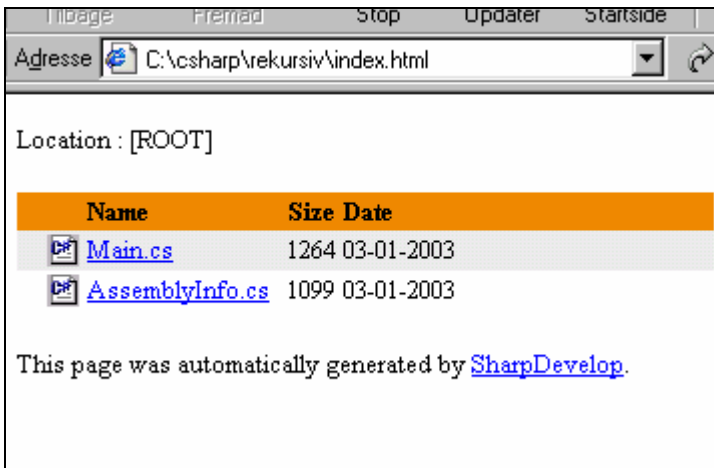 Tilbage Fremad Stop Opdater Startside
Adresse C:\csharp\rekursiv\index.html
Location : [ROOT]
Name Size Date
Main.cs 1264 03-01-2003
AssemblyInfo.cs 1099 03-01-2003
This page was automatically generated by SharpDevelop.